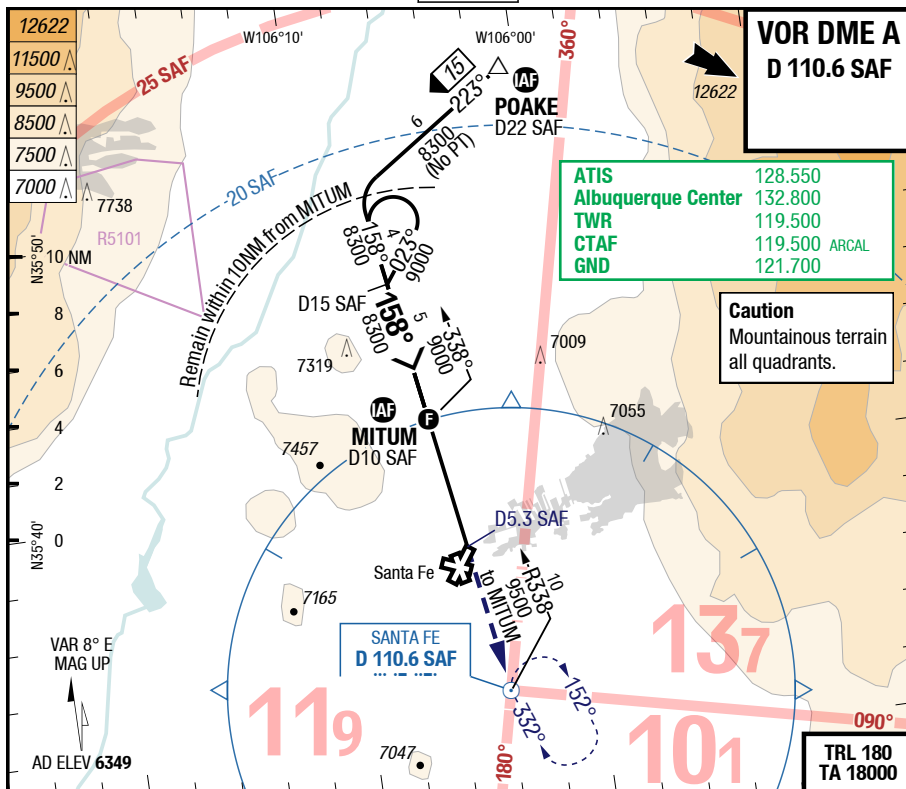 12622
11500
9500
8500
7500
7000
W106°10'
W106°00'
360°
VOR DME A
D 110.6 SAF
12622
25 SAF
15
223°
IAF
POAKE
D22 SAF
6
8300
(No PT)
ATIS 128.550
Albuquerque Center 132.800
TWR 119.500
CTAF 119.500 ARCAL
GND 121.700
20 SAF
7738
R5101
N35°50'
10 NM
8
6
4
2
0
N35°40'
Remain within 10NM from MITUM
4
158°
8300
023°
9000
D15 SAF
5
158°
8300
338°
9000
Caution
Mountainous terrain
all quadrants.
7009
7319
7055
IAF
MITUM
D10 SAF
F
7457
D5.3 SAF
Santa Fe
10
R338
9500
to MITUM
7165
SANTA FE
D 110.6 SAF
VAR 8° E
MAG UP
AD ELEV 6349
137
119
101
152°
332°
7047
180°
090°
TRL 180
TA 18000